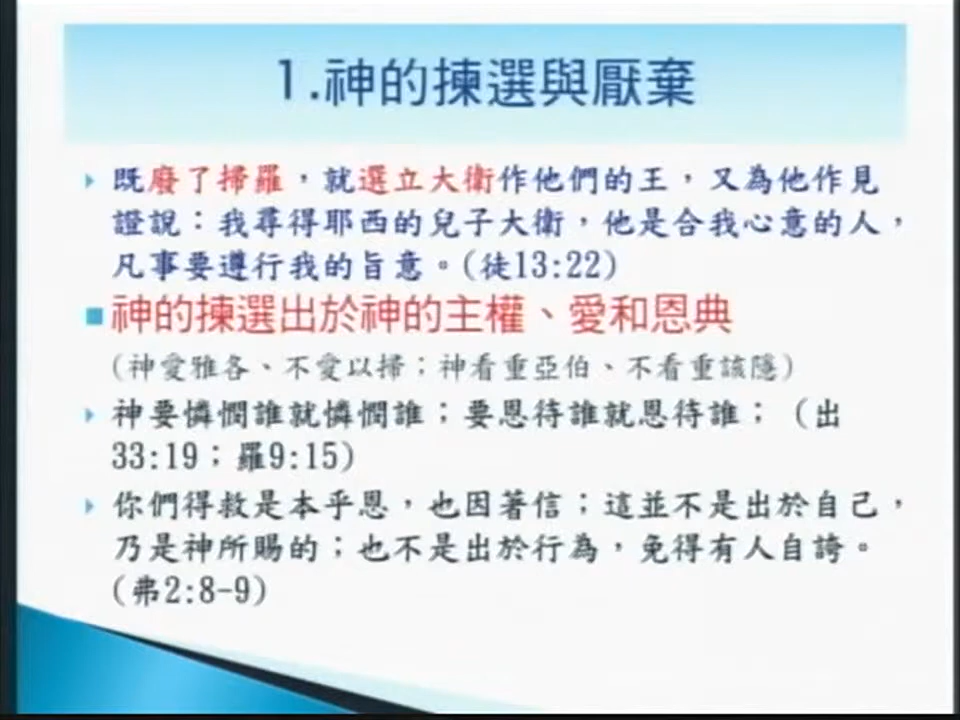 1.神的揀選與厭棄
既廢了掃羅，就選立大衛作他們的王，又為他作見
證說：我尋得耶西的兒子大衛，他是合我心意的人，
凡事要遵行我的旨意。(徒13:22)
神的揀選出於神的主權、愛和恩典
(神愛雅各、不愛以掃；神看重亞伯、不看重該隱)
神要憐憫誰就憐憫誰；要恩待誰就恩待誰；（出
33:19；羅9:15)
你們得救是本乎恩，也因著信；這並不是出於自己，
乃是神所賜的；也不是出於行為，免得有人自誇。
(弗2:8-9)